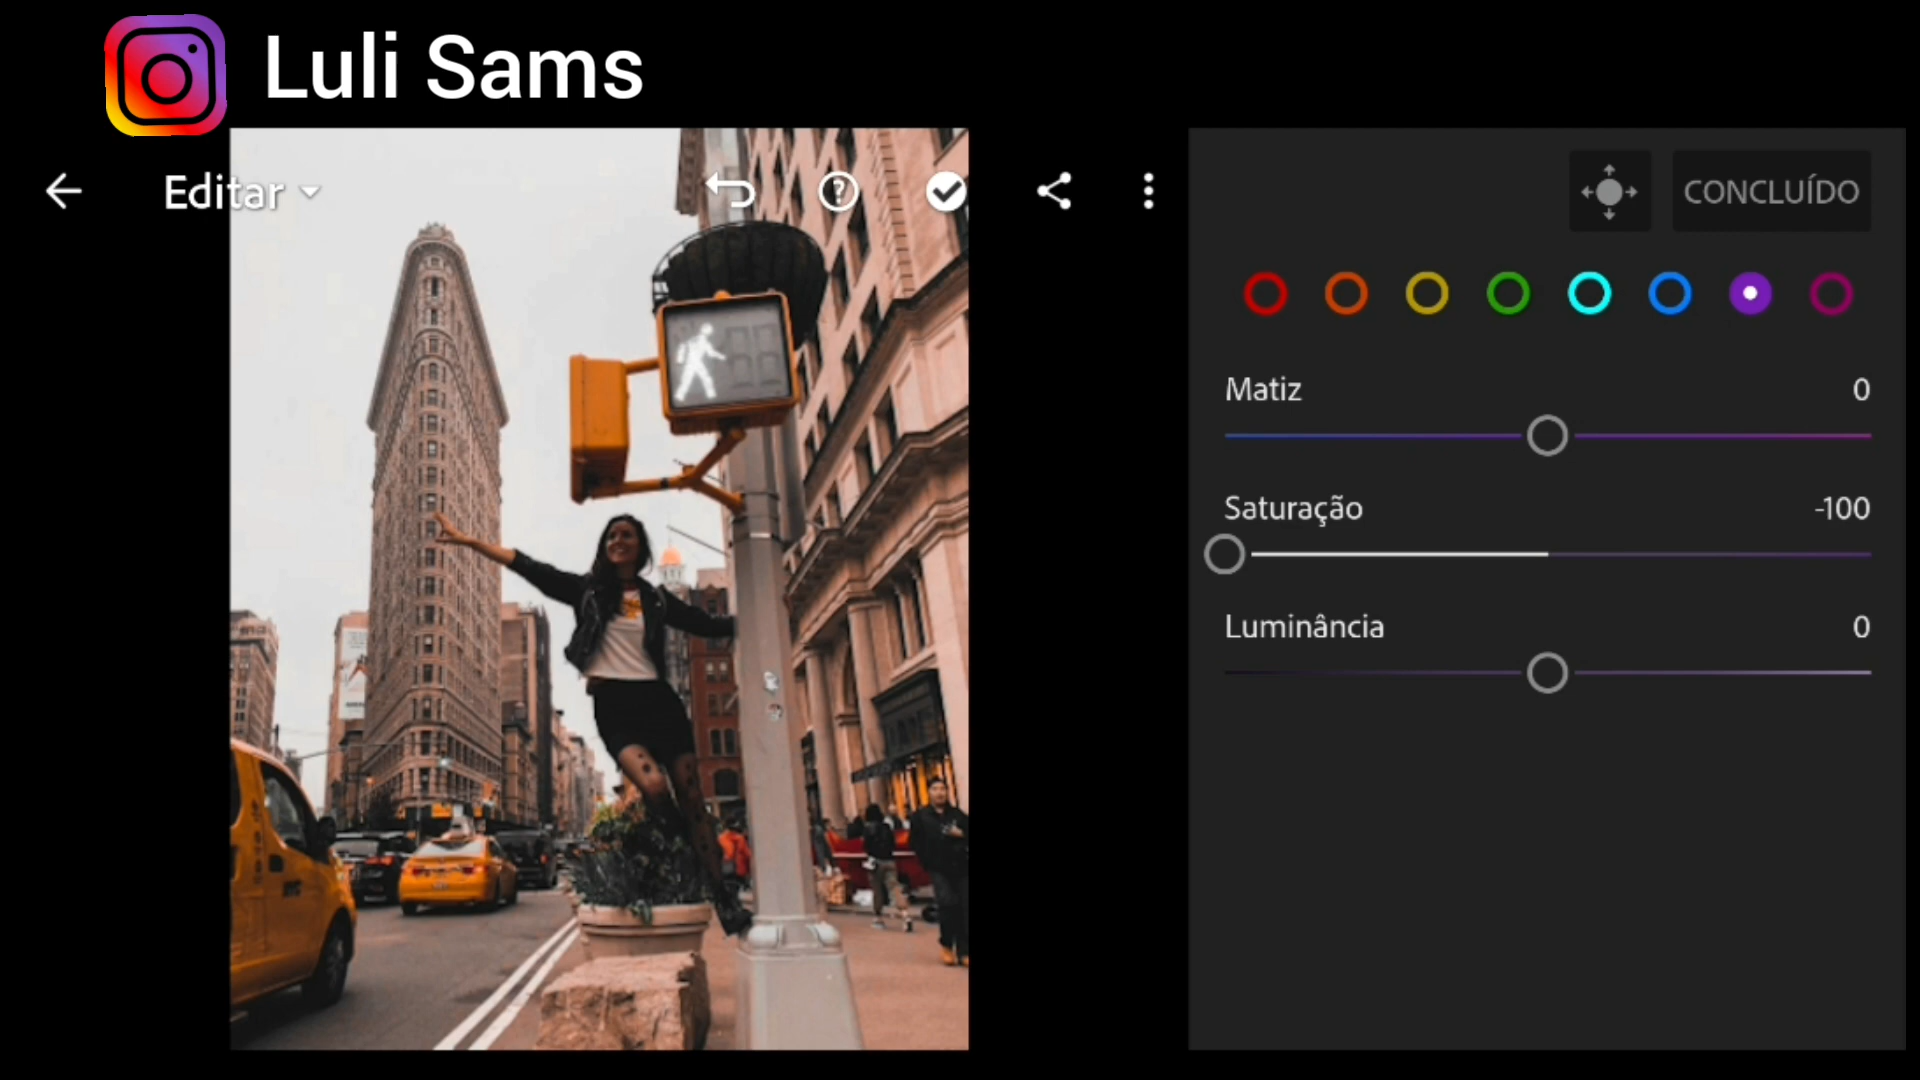 Luli Sams
Editar
CONCLUÍDO
Matiz 0
Saturação -100
Luminância 0